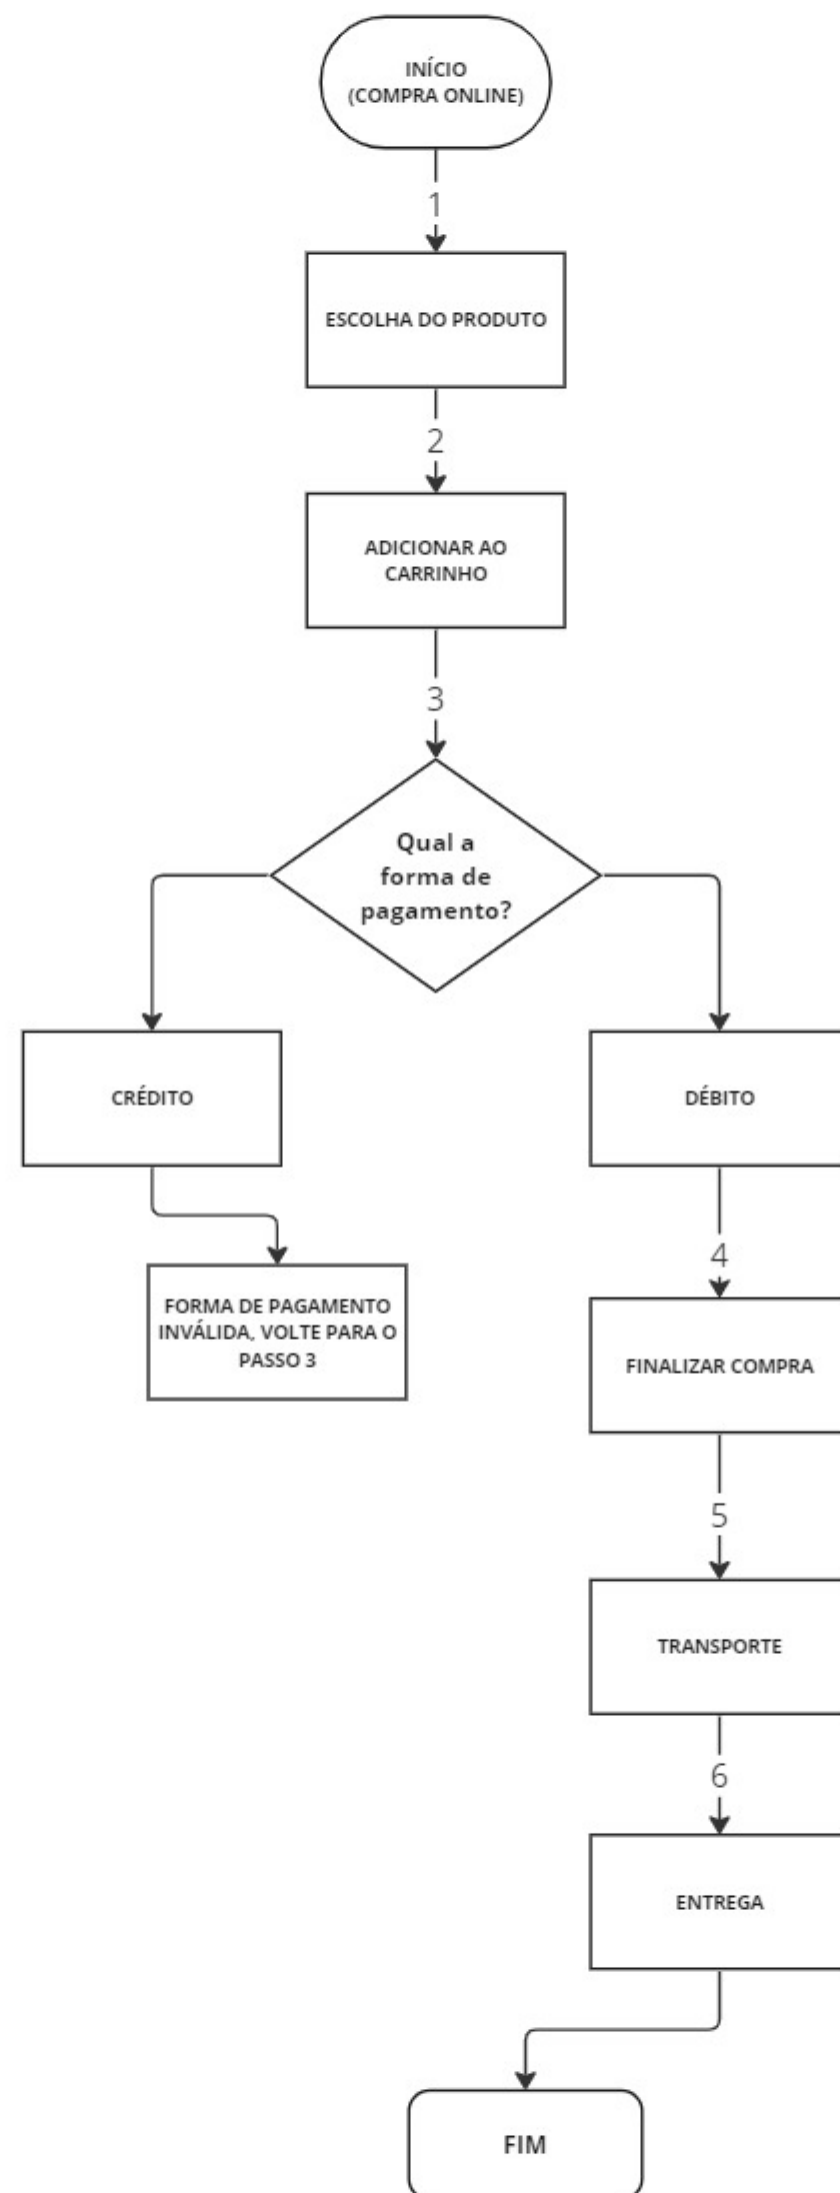 INÍCIO
(COMPRA ONLINE)
1
ESCOLHA DO PRODUTO
2
ADICIONAR AO
CARRINHO
3
Qual a
forma de
pagamento?
CRÉDITO
DÉBITO
4
FORMA DE PAGAMENTO
INVÁLIDA, VOLTE PARA O
PASSO 3
FINALIZAR COMPRA
5
TRANSPORTE
6
ENTREGA
FIM